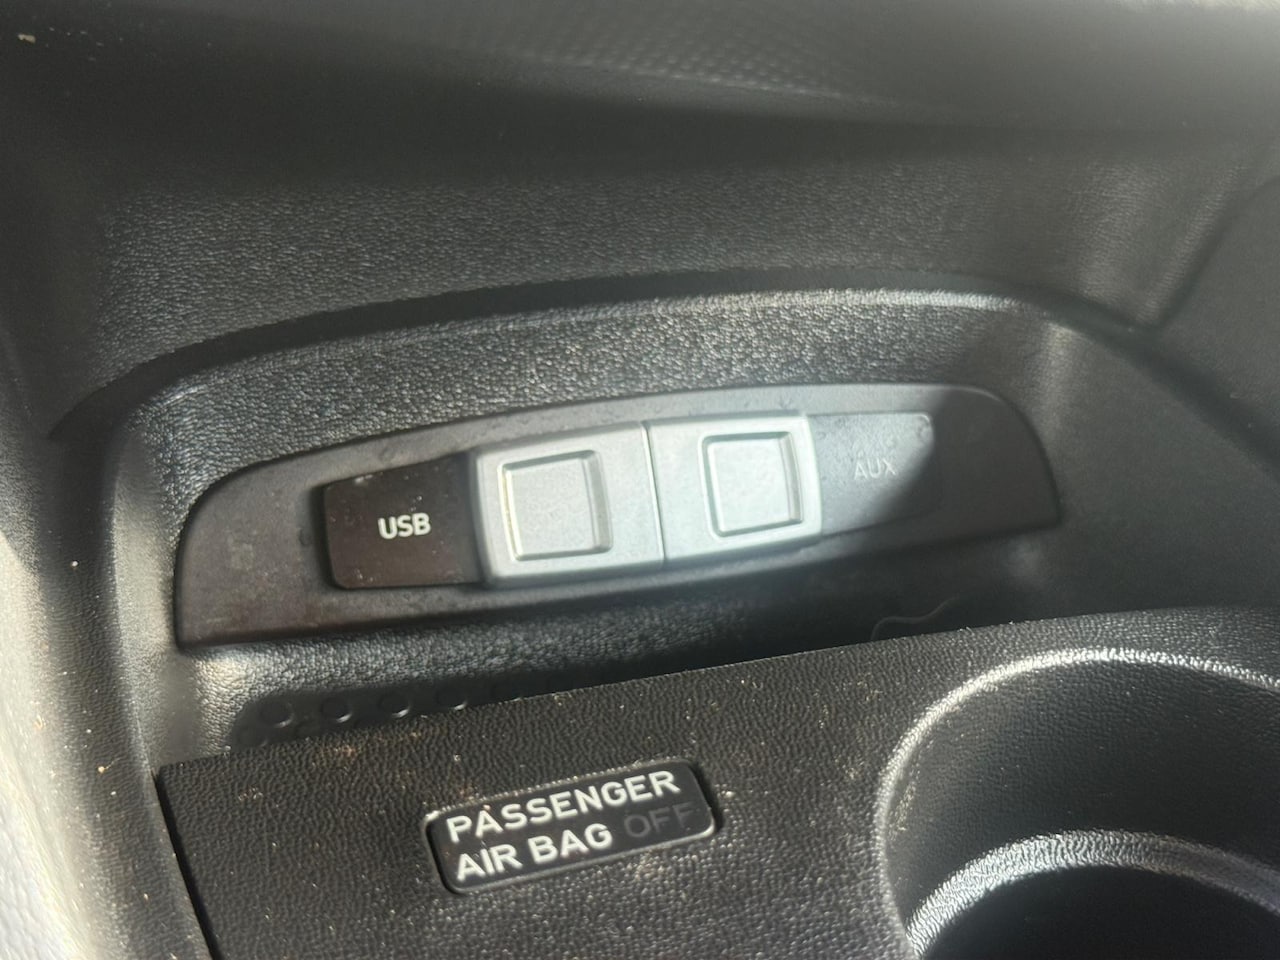 USB
AUX
PASSENGER
AIR BAG OFF